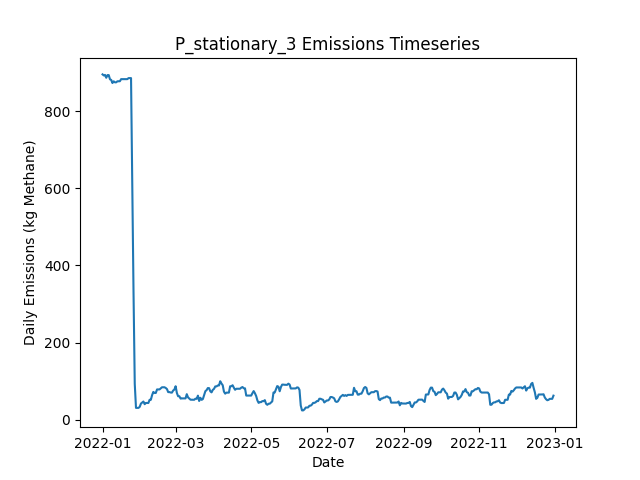 P_stationary_3 Emissions Timeseries
Daily Emissions (kg Methane)
800
600
400
200
0
2022-01 2022-03 2022-05 2022-07 2022-09 2022-11 2023-01
Date